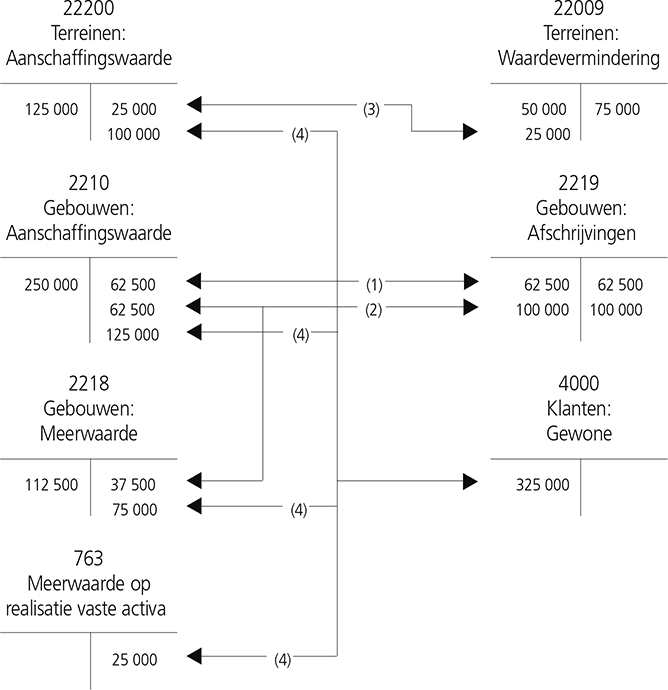 22200
Terreinen:
Aanschaffingswaarde
125 000 25 000
100 000
22009
Terreinen:
Waardevermindering
50 000 75 000
25 000
(3)
(4)
2210
Gebouwen:
Aanschaffingswaarde
250 000 62 500
62 500
125 000
2219
Gebouwen:
Afschrijvingen
62 500 62 500
100 000 100 000
(1)
(2)
(4)
2218
Gebouwen:
Meerwaarde
112 500 37 500
75 000
4000
Klanten:
Gewone
325 000
(4)
763
Meerwaarde op
realisatie vaste activa
25 000
(4)